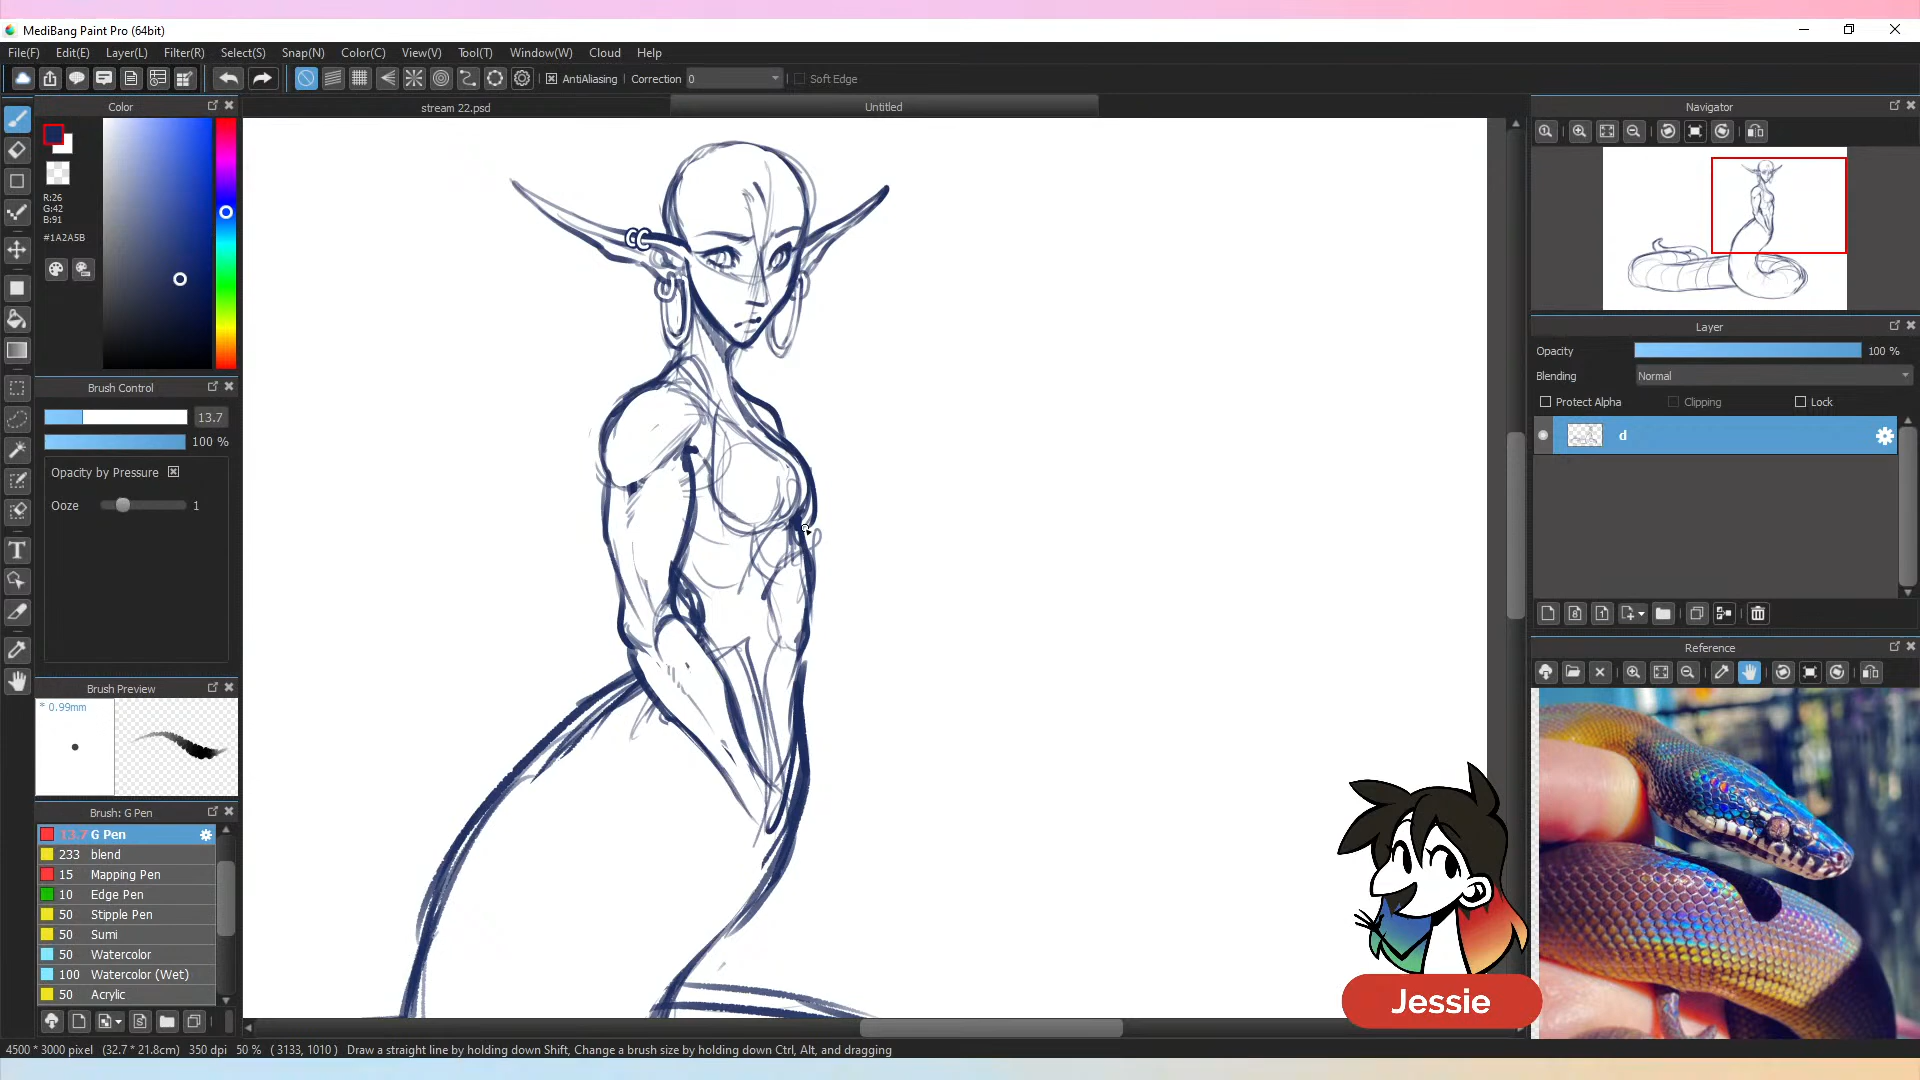 MediBang Paint Pro (64bit)
File(F) Edit(E) Layer(L) Filter(R) Select(S) Snap(N) Color(C) View(V) Tool(T) Window(W) Cloud Help
AntiAliasing Correction 0 Soft Edge
stream 22.psd Untitled
Color
R:26
G:42
B:91
#1A2A5B
Brush Control
13.7
100 %
Opacity by Pressure
Ooze 1
Brush Preview
* 0.99mm
Brush: G Pen
13.7 G Pen
233 blend
15 Mapping Pen
10 Edge Pen
50 Stipple Pen
50 Sumi
50 Watercolor
100 Watercolor (Wet)
50 Acrylic
Navigator
Layer
Opacity 100 %
Blending Normal
Protect Alpha Clipping Lock
d
Reference
Jessie
4500 * 3000 pixel (32.7 * 21.8cm) 350 dpi 50 % ( 3133, 1010 ) Draw a straight line by holding down Shift, Change a brush size by holding down Ctrl, Alt, and dragging